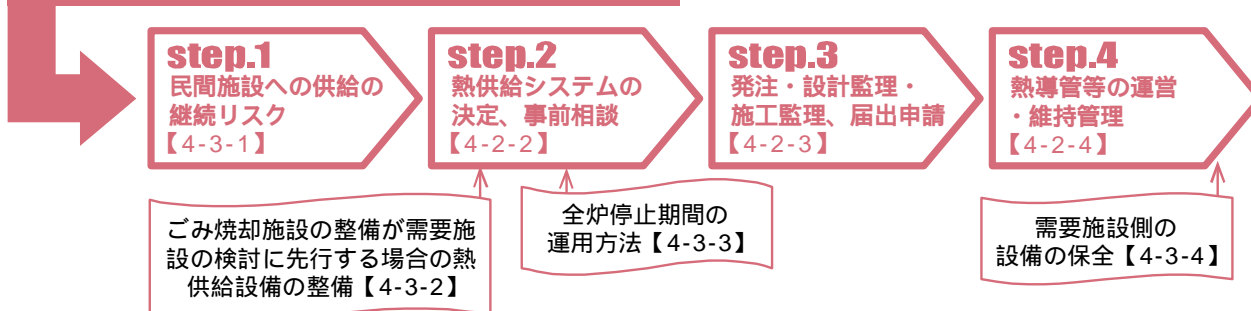 step.1
民間施設への供給の
継続リスク
【4-3-1】
step.2
熱供給システムの
決定、事前相談
【4-2-2】
step.3
発注・設計監理・
施工監理、届出申請
【4-2-3】
step.4
熱導管等の運営
・維持管理
【4-2-4】
ごみ焼却施設の整備が需要施
設の検討に先行する場合の熱
供給設備の整備【4-3-2】
全炉停止期間の
運用方法【4-3-3】
需要施設側の
設備の保全【4-3-4】